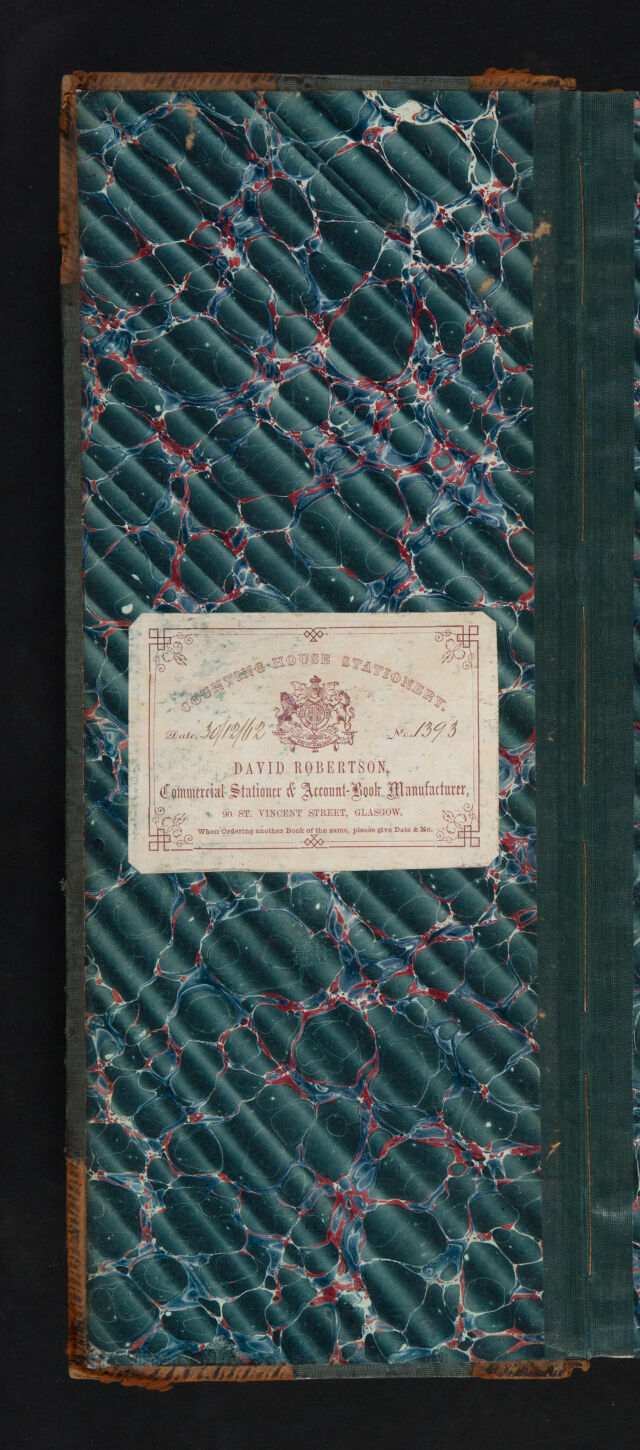 COUNTING-HOUSE STATIONERY.
Date, 30/12/62 No. 1393
DAVID ROBERTSON,
Commercial Stationer & Account-Book Manufacturer,
90 ST. VINCENT STREET, GLASGOW.
When Ordering another Book of the same, please give Date & No.